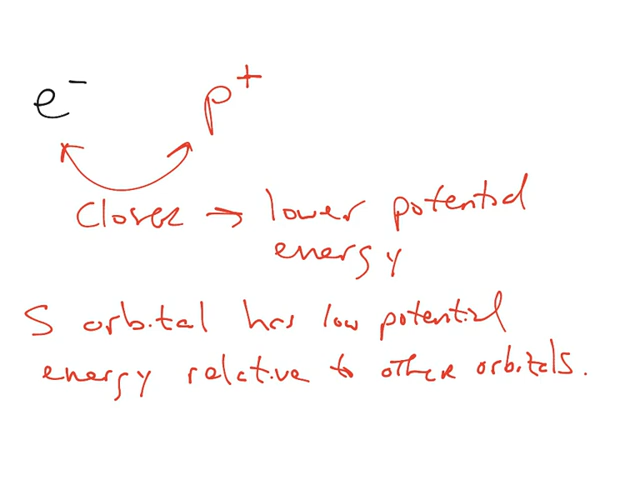 e⁻ p⁺
closer → lower potential
energy
S orbital has low potential
energy relative to other orbitals.